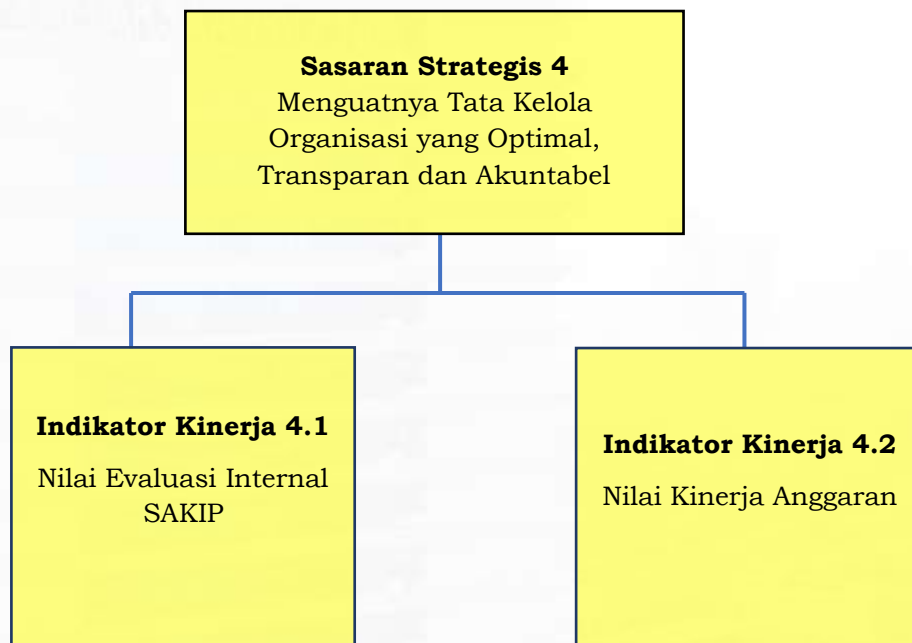 Sasaran Strategis 4
Menguatnya Tata Kelola
Organisasi yang Optimal,
Transparan dan Akuntabel
Indikator Kinerja 4.1
Nilai Evaluasi Internal
SAKIP
Indikator Kinerja 4.2
Nilai Kinerja Anggaran